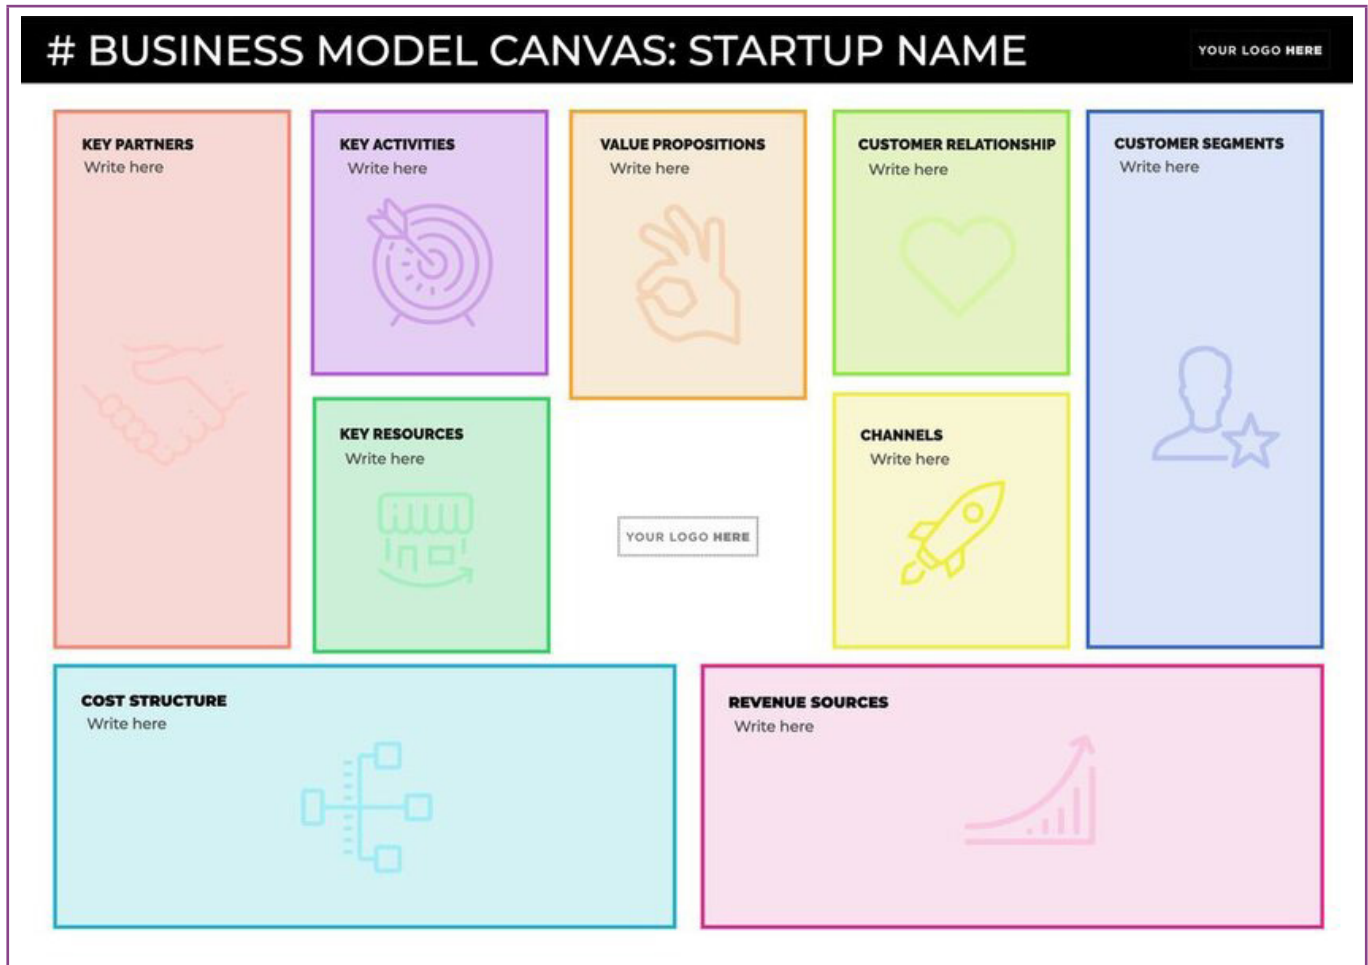 # BUSINESS MODEL CANVAS: STARTUP NAME
YOUR LOGO HERE
KEY PARTNERS
Write here
KEY ACTIVITIES
Write here
VALUE PROPOSITIONS
Write here
CUSTOMER RELATIONSHIP
Write here
CUSTOMER SEGMENTS
Write here
KEY RESOURCES
Write here
YOUR LOGO HERE
CHANNELS
Write here
COST STRUCTURE
Write here
REVENUE SOURCES
Write here